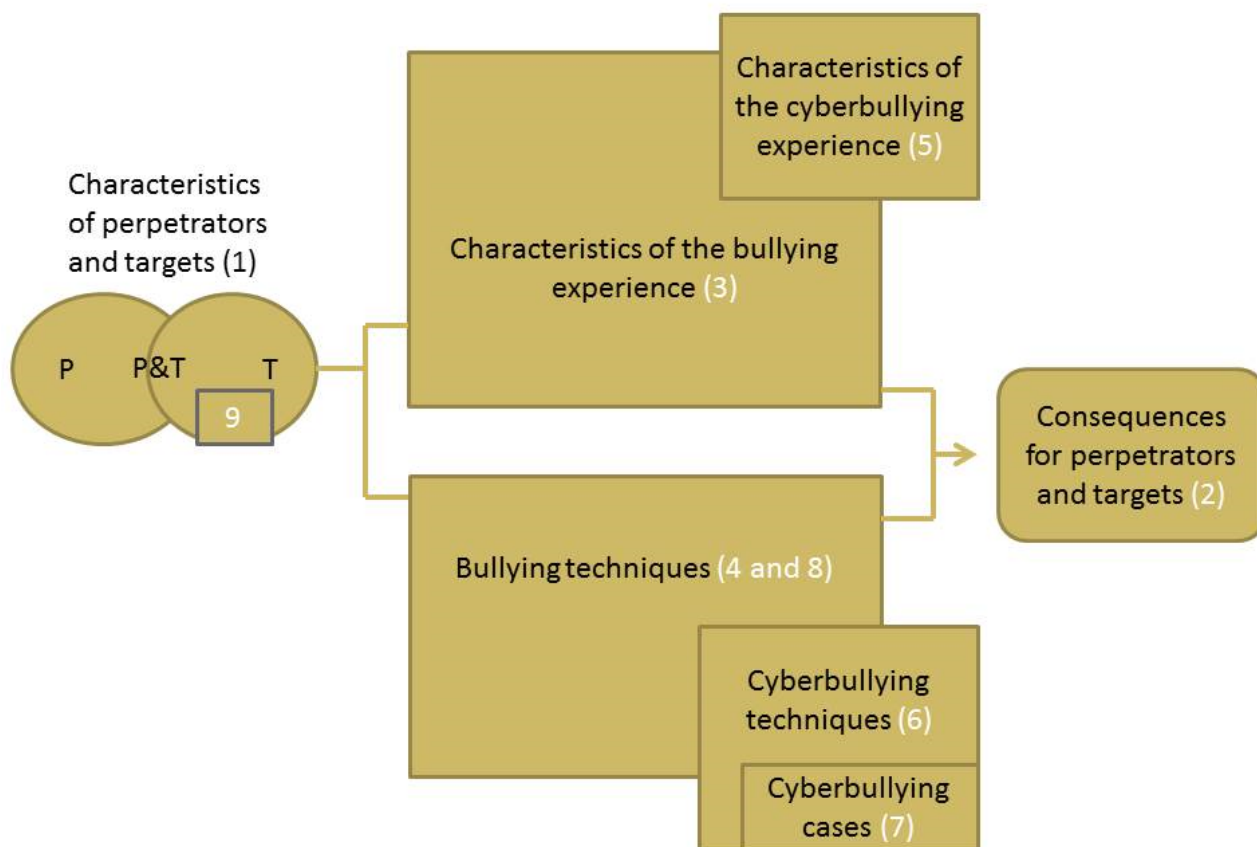 Characteristics
of perpetrators
and targets (1)
P
P&T
T
9
Characteristics of
the cyberbullying
experience (5)
Characteristics of the bullying
experience (3)
Bullying techniques (4 and 8)
Cyberbullying
techniques (6)
Cyberbullying
cases (7)
Consequences
for perpetrators
and targets (2)